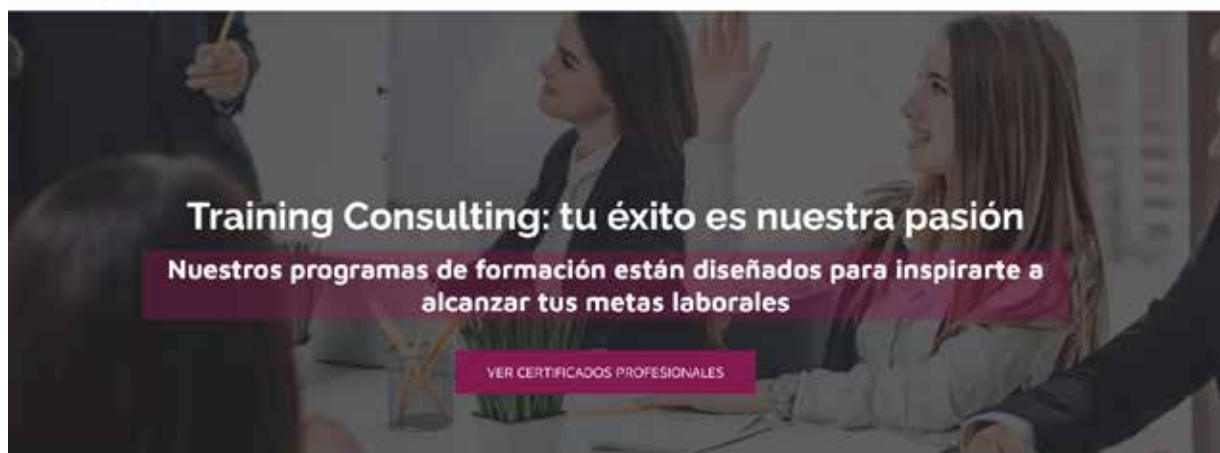 Training Consulting: tu éxito es nuestra pasión
Nuestros programas de formación están diseñados para inspirarte a
alcanzar tus metas laborales
VER CERTIFICADOS PROFESIONALES